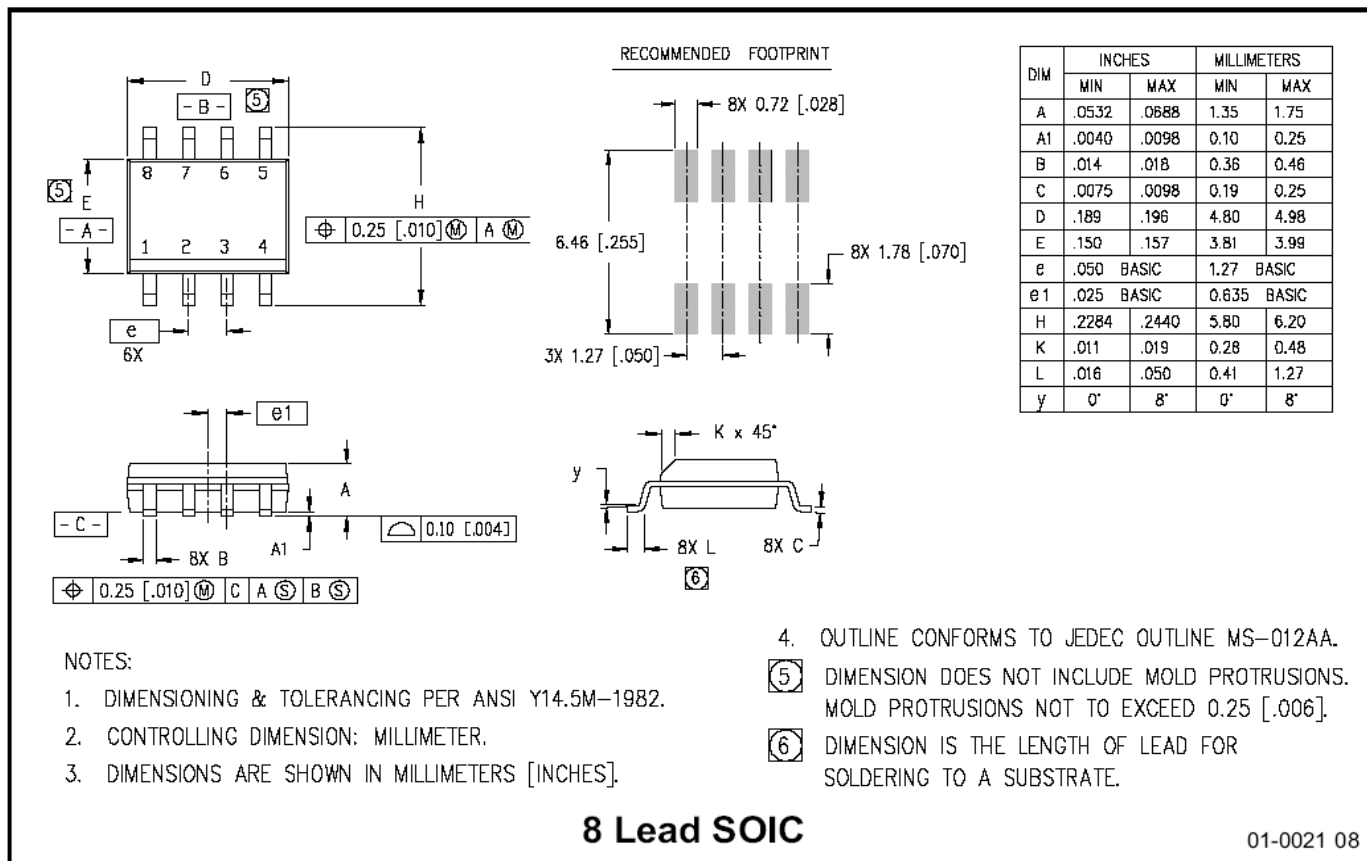 RECOMMENDED FOOTPRINT
D
- B -
5
8 7 6 5
5
E
- A -
H
⌖ 0.25 [.010] Ⓜ A Ⓜ
1 2 3 4
e
6X
8X 0.72 [.028]
6.46 [.255]
8X 1.78 [.070]
3X 1.27 [.050]
DIM INCHES MILLIMETERS
MIN MAX MIN MAX
A .0532 .0688 1.35 1.75
A1 .0040 .0098 0.10 0.25
B .014 .018 0.36 0.46
C .0075 .0098 0.19 0.25
D .189 .196 4.80 4.98
E .150 .157 3.81 3.99
e .050 BASIC 1.27 BASIC
e1 .025 BASIC 0.635 BASIC
H .2284 .2440 5.80 6.20
K .011 .019 0.28 0.48
L .016 .050 0.41 1.27
y 0° 8° 0° 8°
e1
A
- C -
8X B
A1
⌓ 0.10 [.004]
⌖ 0.25 [.010] Ⓜ C A Ⓢ B Ⓢ
K x 45°
y
8X L
6
8X C
NOTES:
1. DIMENSIONING & TOLERANCING PER ANSI Y14.5M-1982.
2. CONTROLLING DIMENSION: MILLIMETER.
3. DIMENSIONS ARE SHOWN IN MILLIMETERS [INCHES].
4. OUTLINE CONFORMS TO JEDEC OUTLINE MS-012AA.
5 DIMENSION DOES NOT INCLUDE MOLD PROTRUSIONS.
MOLD PROTRUSIONS NOT TO EXCEED 0.25 [.006].
6 DIMENSION IS THE LENGTH OF LEAD FOR
SOLDERING TO A SUBSTRATE.
8 Lead SOIC
01-0021 08